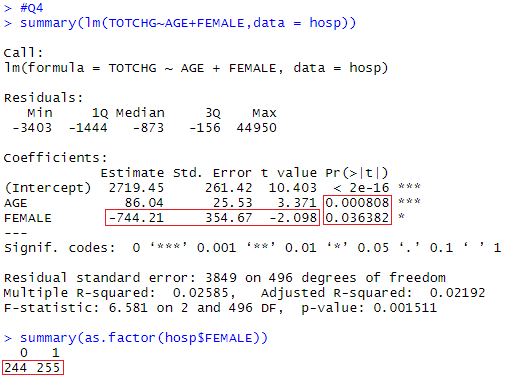 > #Q4
> summary(lm(TOTCHG~AGE+FEMALE,data = hosp))
Call:
lm(formula = TOTCHG ~ AGE + FEMALE, data = hosp)
Residuals:
Min 1Q Median 3Q Max
-3403 -1444 -873 -156 44950
Coefficients:
Estimate Std. Error t value Pr(>|t|)
(Intercept) 2719.45 261.42 10.403 < 2e-16 ***
AGE 86.04 25.53 3.371 0.000808 ***
FEMALE -744.21 354.67 -2.098 0.036382 *
---
Signif. codes: 0 ‘***’ 0.001 ‘**’ 0.01 ‘*’ 0.05 ‘.’ 0.1 ‘ ’ 1
Residual standard error: 3849 on 496 degrees of freedom
Multiple R-squared: 0.02585, Adjusted R-squared: 0.02192
F-statistic: 6.581 on 2 and 496 DF, p-value: 0.001511
> summary(as.factor(hosp$FEMALE))
0 1
244 255